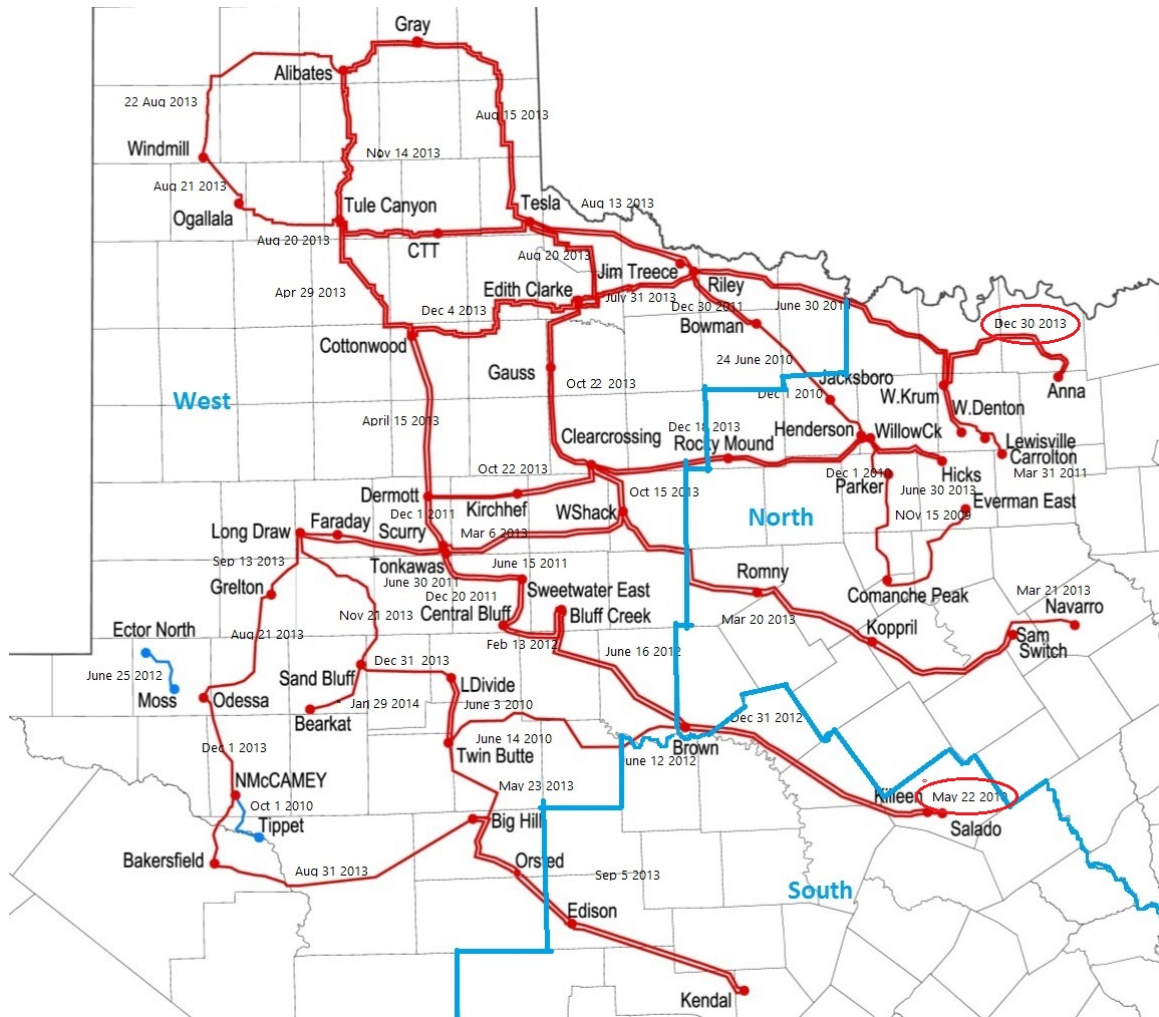 Gray
Alibates
22 Aug 2013
Aug 15 2013
Windmill
Nov 14 2013
Aug 21 2013
Ogallala
Tule Canyon
Tesla
Aug 13 2013
Aug 20 2013
CTT
Aug 20 2013
Jim Treece
Riley
Apr 29 2013
Edith Clarke
July 31 2013
Dec 30 2011
Dec 4 2013
Bowman
Dec 30 2013
Cottonwood
24 June 2010
Gauss
Oct 22 2013
Jacksboro
W.Krum
Anna
West
Dec 1 2010
W.Denton
April 15 2013
Dec 18 2013
Henderson
WillowCk
Lewisville
Clearcrossing
Rocky Mound
Carrolton
Oct 22 2013
Dec 1 2010
Hicks
Mar 31 2011
Parker
June 30 2013
Dermott
Kirchhef
Oct 15 2013
Everman East
Dec 1 2011
WShack
North
NOv 15 2009
Long Draw
Faraday
Scurry
Mar 6 2013
Sep 13 2013
Tonkawas
June 15 2011
Romny
June 30 2011
Grelton
Dec 20 2011
Sweetwater East
Comanche Peak
Mar 21 2013
Nov 21 2013
Central Bluff
Bluff Creek
Navarro
Ector North
Aug 21 2013
Feb 13 2012
June 16 2012
Mar 20 2013
Koppril
Sam
Switch
June 25 2012
Sand Bluff
Dec 31 2013
LDivide
Moss
Odessa
Bearkat
Jan 29 2014
June 3 2010
Dec 31 2012
June 14 2010
Dec 1 2013
Twin Butte
Brown
NMcCAMEY
May 23 2013
Killeen
Oct 1 2010
Tippet
Big Hill
Salado
Bakersfield
Aug 31 2013
Orsted
Sep 5 2013
South
Edison
Kendal